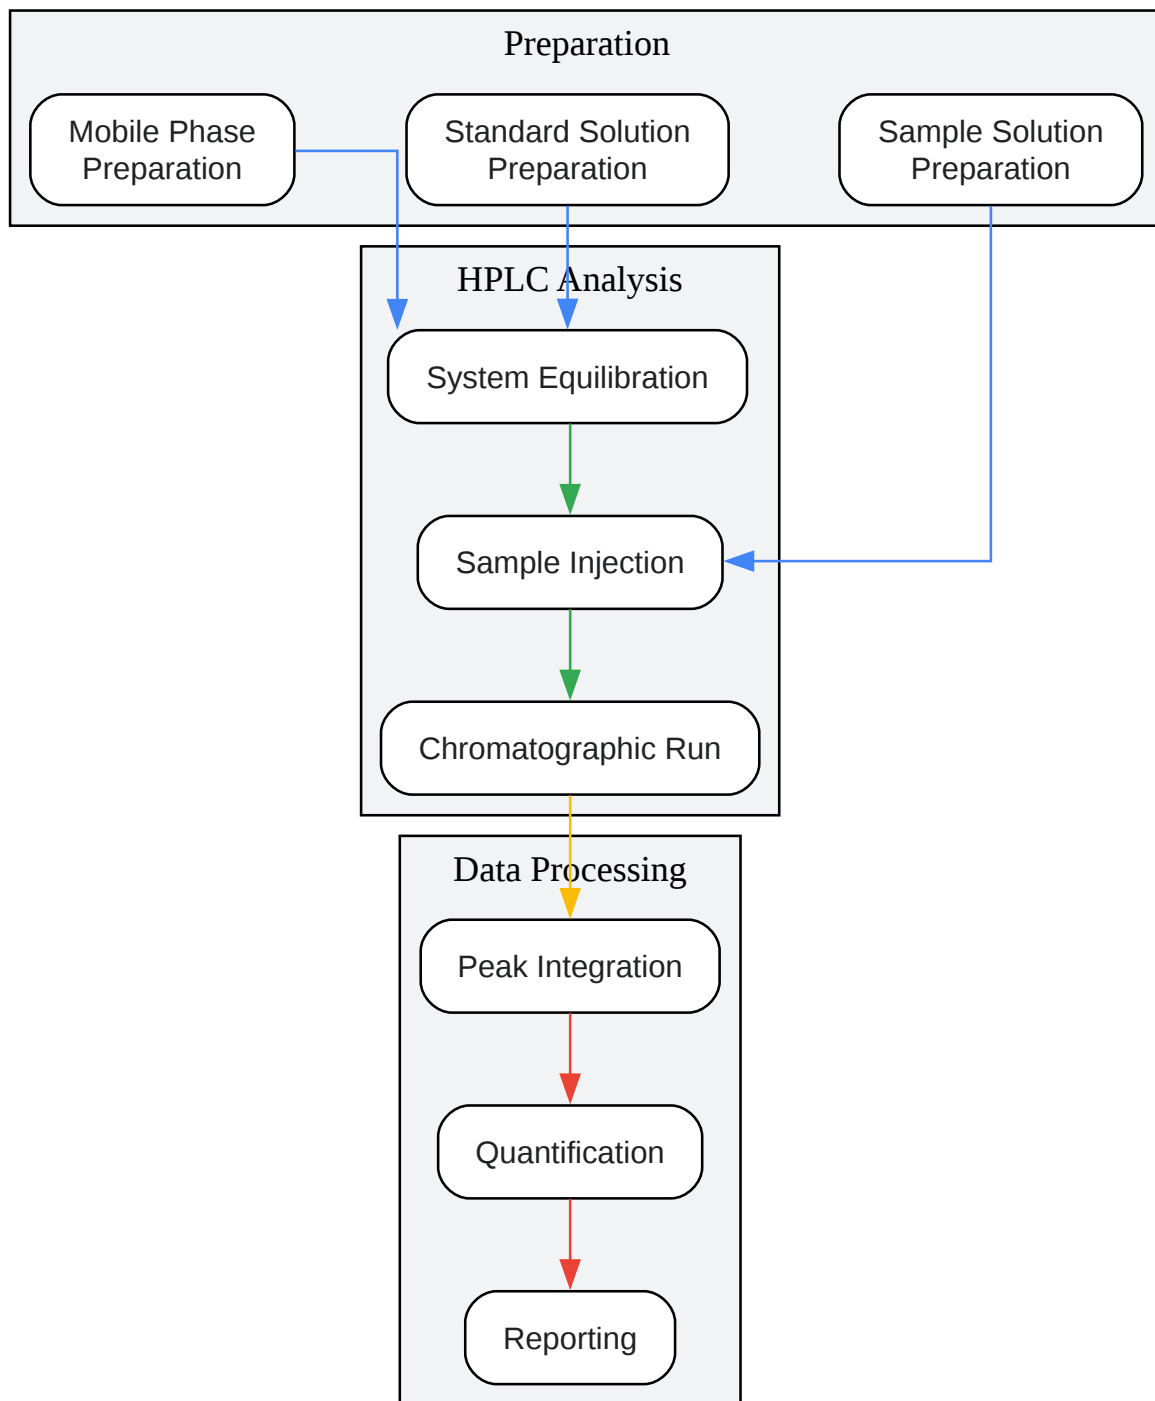 Preparation
Mobile Phase
Preparation
Standard Solution
Preparation
Sample Solution
Preparation
HPLC Analysis
System Equilibration
Sample Injection
Chromatographic Run
Data Processing
Peak Integration
Quantification
Reporting